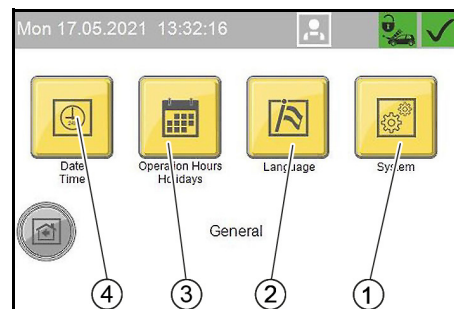 Mon 17.05.2021 13:32:16
Date
Time
Operation Hours
Holidays
Language
System
General
4
3
2
1